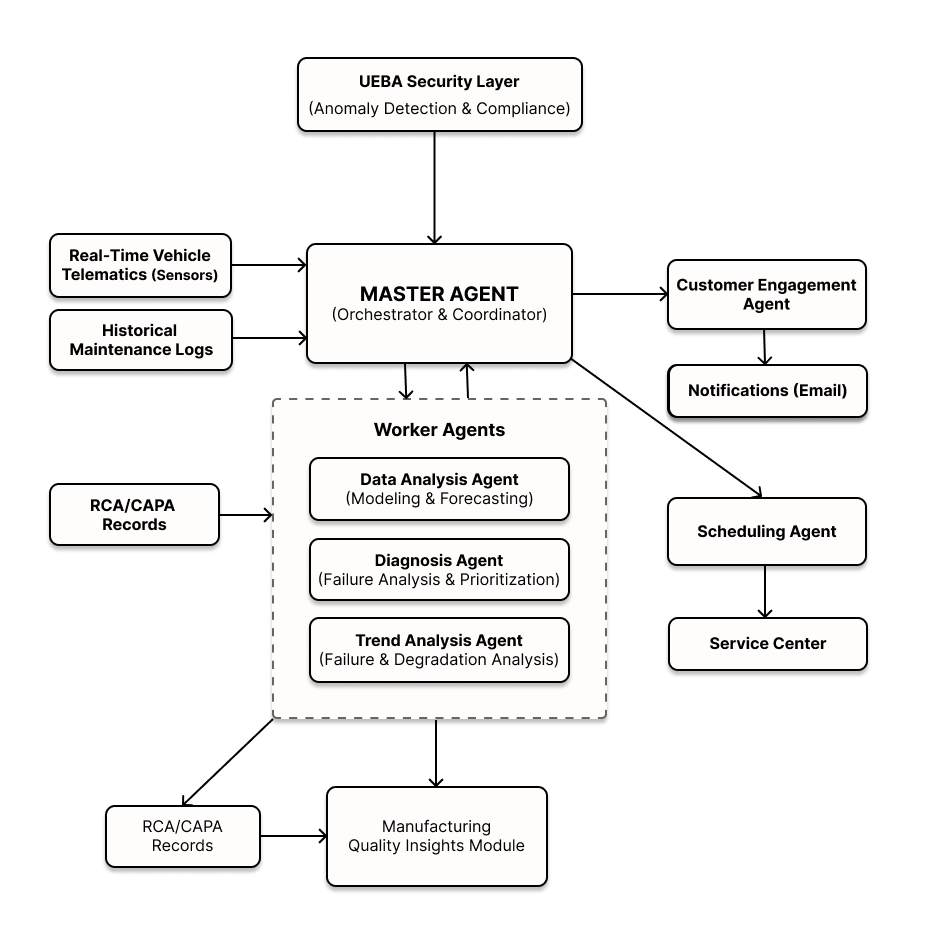 UEBA Security Layer
(Anomaly Detection & Compliance)
Real-Time Vehicle
Telematics (Sensors)
Historical
Maintenance Logs
MASTER AGENT
(Orchestrator & Coordinator)
Customer Engagement
Agent
Notifications (Email)
Worker Agents
Data Analysis Agent
(Modeling & Forecasting)
Diagnosis Agent
(Failure Analysis & Prioritization)
Trend Analysis Agent
(Failure & Degradation Analysis)
RCA/CAPA
Records
Scheduling Agent
Service Center
RCA/CAPA
Records
Manufacturing
Quality Insights Module